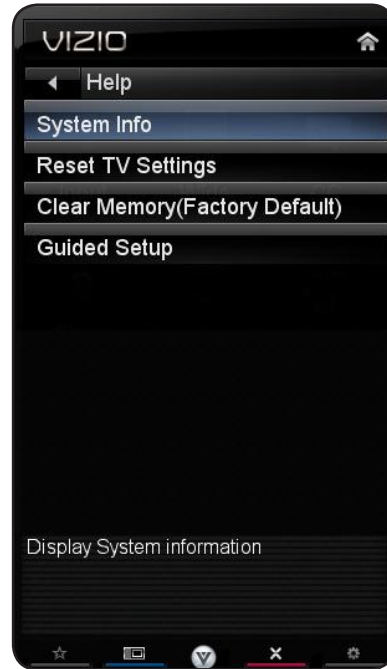 VIZIO
Help
System Info
Reset TV Settings
Clear Memory(Factory Default)
Guided Setup
Display System information
V